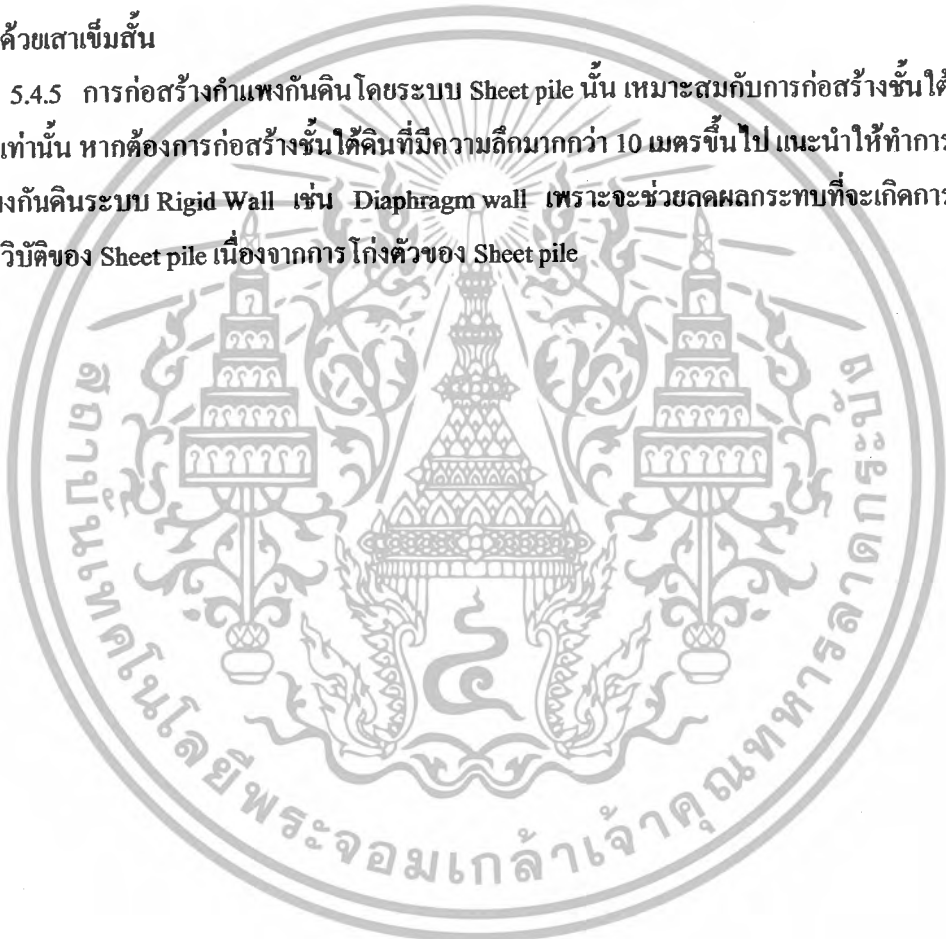 ด้วยเสาเข็มสั้น
5.4.5 การก่อสร้างกำแพงกันดินโดยระบบ Sheet pile นั้น เหมาะสมกับการก่อสร้างชั้นใต้
เท่านั้น หากต้องการก่อสร้างชั้นใต้ดินที่มีความลึกมากกว่า 10 เมตรขึ้นไป แนะนำให้ทำการ
งกันดินระบบ Rigid Wall เช่น Diaphragm wall เพราะจะช่วยลดผลกระทบที่จะเกิดการ
วิบัติของ Sheet pile เนื่องจากการโก่งตัวของ Sheet pile
๔
สถาบันเทคโนโลยีพระจอมเกล้าเจ้าคุณทหารลาดกระบัง